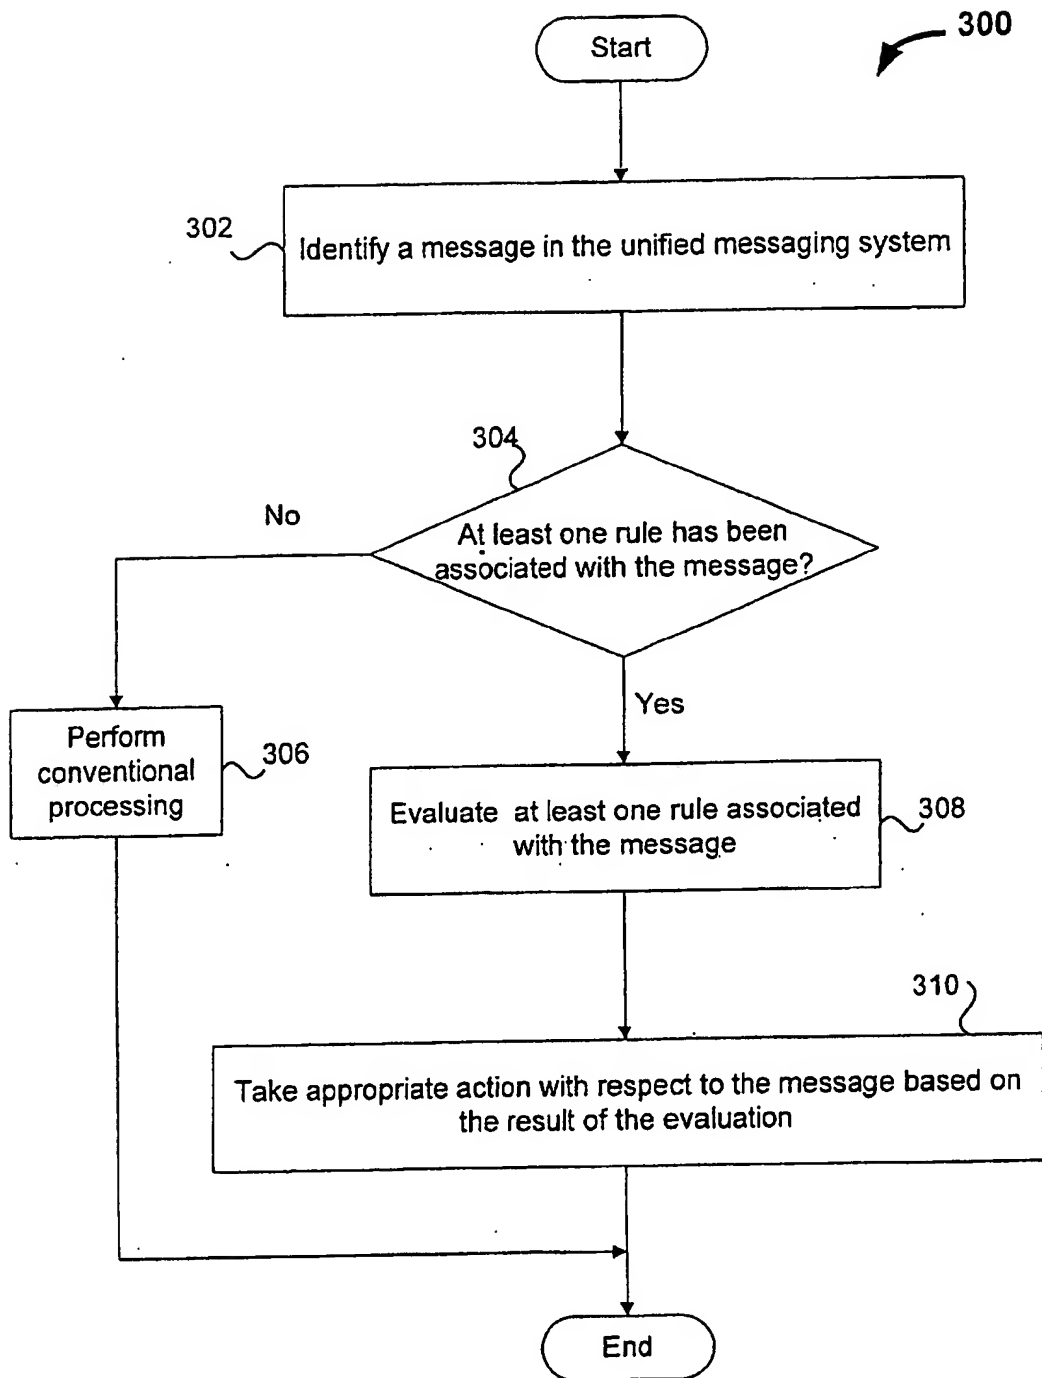 300
Start
302
Identify a message in the unified messaging system
304
No
At least one rule has been
associated with the message?
Yes
Perform
conventional
processing
306
Evaluate at least one rule associated
with the message
308
310
Take appropriate action with respect to the message based on
the result of the evaluation
End